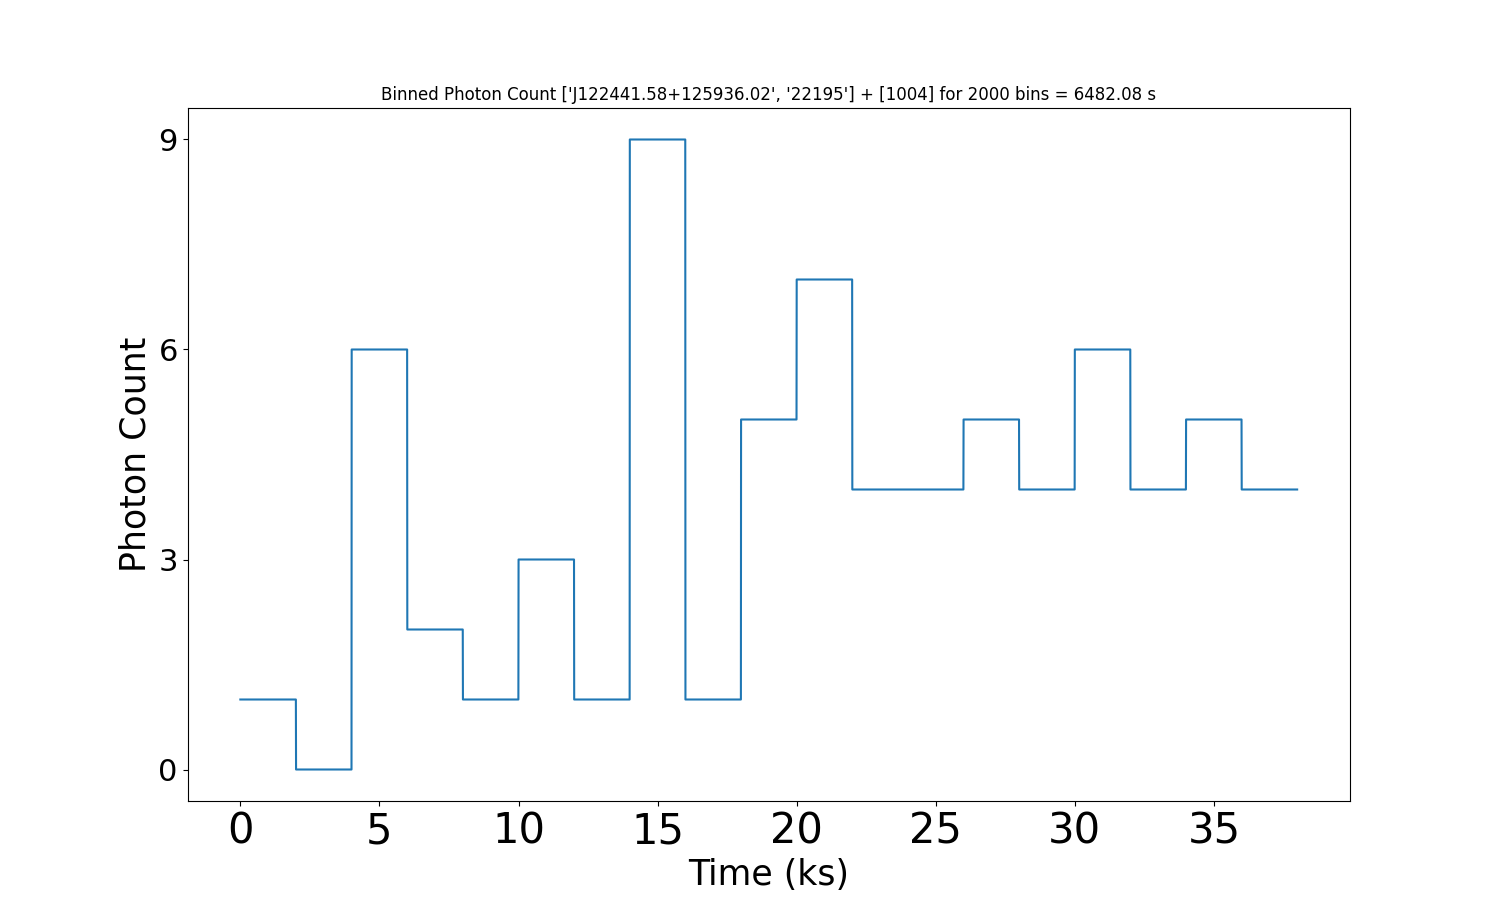 Binned Photon Count ['J122441.58+125936.02', '22195'] + [1004] for 2000 bins = 6482.08 s
9
6
3
0
Photon Count
0 5 10 15 20 25 30 35
Time (ks)